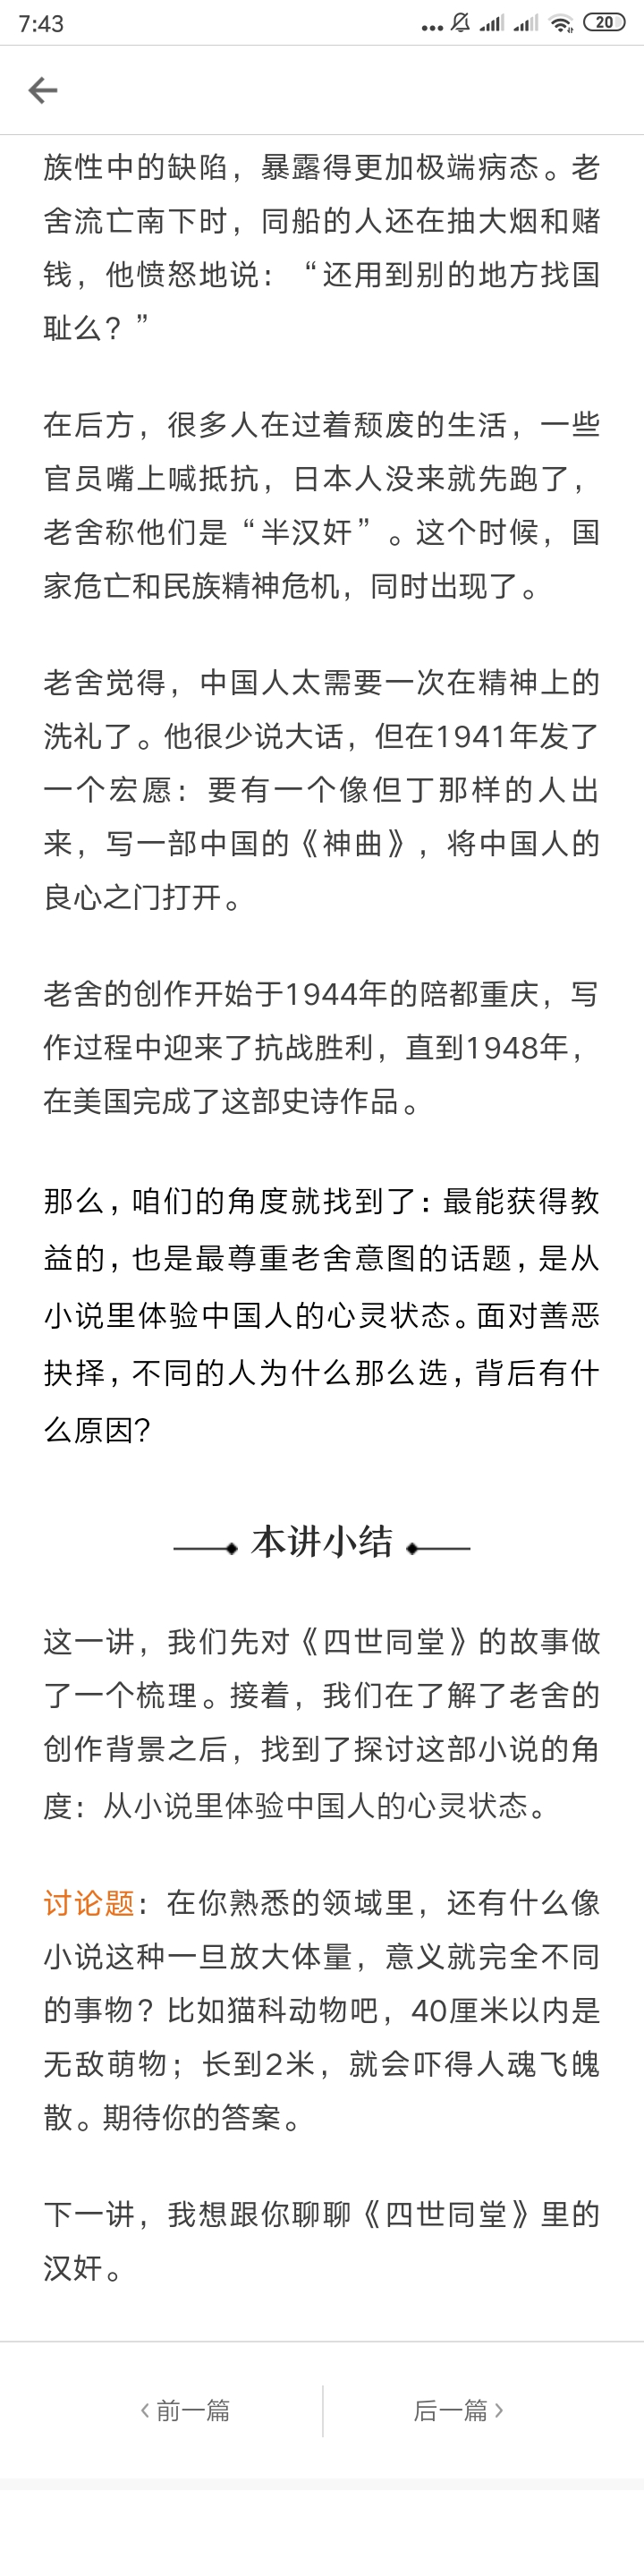 7:43
20
族性中的缺陷，暴露得更加极端病态。老
舍流亡南下时，同船的人还在抽大烟和赌
钱，他愤怒地说：“还用到别的地方找国
耻么？”
在后方，很多人在过着颓废的生活，一些
官员嘴上喊抵抗，日本人没来就先跑了，
老舍称他们是“半汉奸”。这个时候，国
家危亡和民族精神危机，同时出现了。
老舍觉得，中国人太需要一次在精神上的
洗礼了。他很少说大话，但在1941年发了
一个宏愿：要有一个像但丁那样的人出
来，写一部中国的《神曲》，将中国人的
良心之门打开。
老舍的创作开始于1944年的陪都重庆，写
作过程中迎来了抗战胜利，直到1948年，
在美国完成了这部史诗作品。
那么，咱们的角度就找到了：最能获得教
益的，也是最尊重老舍意图的话题，是从
小说里体验中国人的心灵状态。面对善恶
抉择，不同的人为什么那么选，背后有什
么原因？
本讲小结
这一讲，我们先对《四世同堂》的故事做
了一个梳理。接着，我们在了解了老舍的
创作背景之后，找到了探讨这部小说的角
度：从小说里体验中国人的心灵状态。
讨论题：在你熟悉的领域里，还有什么像
小说这种一旦放大体量，意义就完全不同
的事物？比如猫科动物吧，40厘米以内是
无敌萌物；长到2米，就会吓得人魂飞魄
散。期待你的答案。
下一讲，我想跟你聊聊《四世同堂》里的
汉奸。
前一篇
后一篇